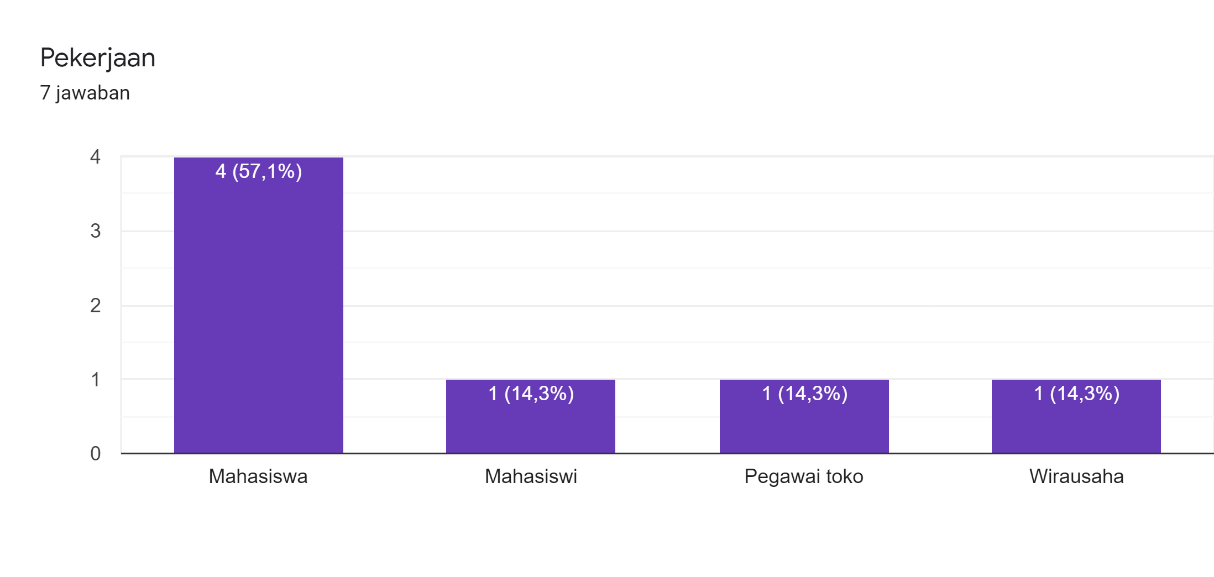 Pekerjaan
7 jawaban
4
4 (57,1%)
3
2
1
1 (14,3%)
1 (14,3%)
1 (14,3%)
0
Mahasiswa
Mahasiswi
Pegawai toko
Wirausaha